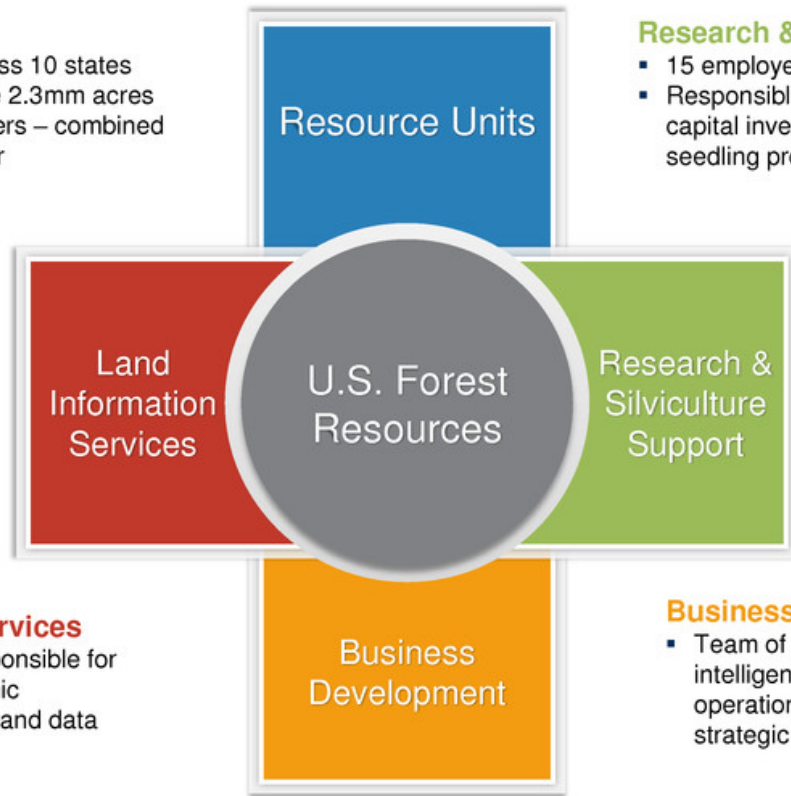 ss 10 states
2.3mm acres
ers – combined
Resource Units
Research &
▪ 15 employe
▪ Responsibl
capital inve
seedling pr
Land
Information
Services
U.S. Forest
Resources
Research &
Silviculture
Support
rvices
onsible for
ic
and data
Business
Development
Business
▪ Team of
intelligen
operation
strategic